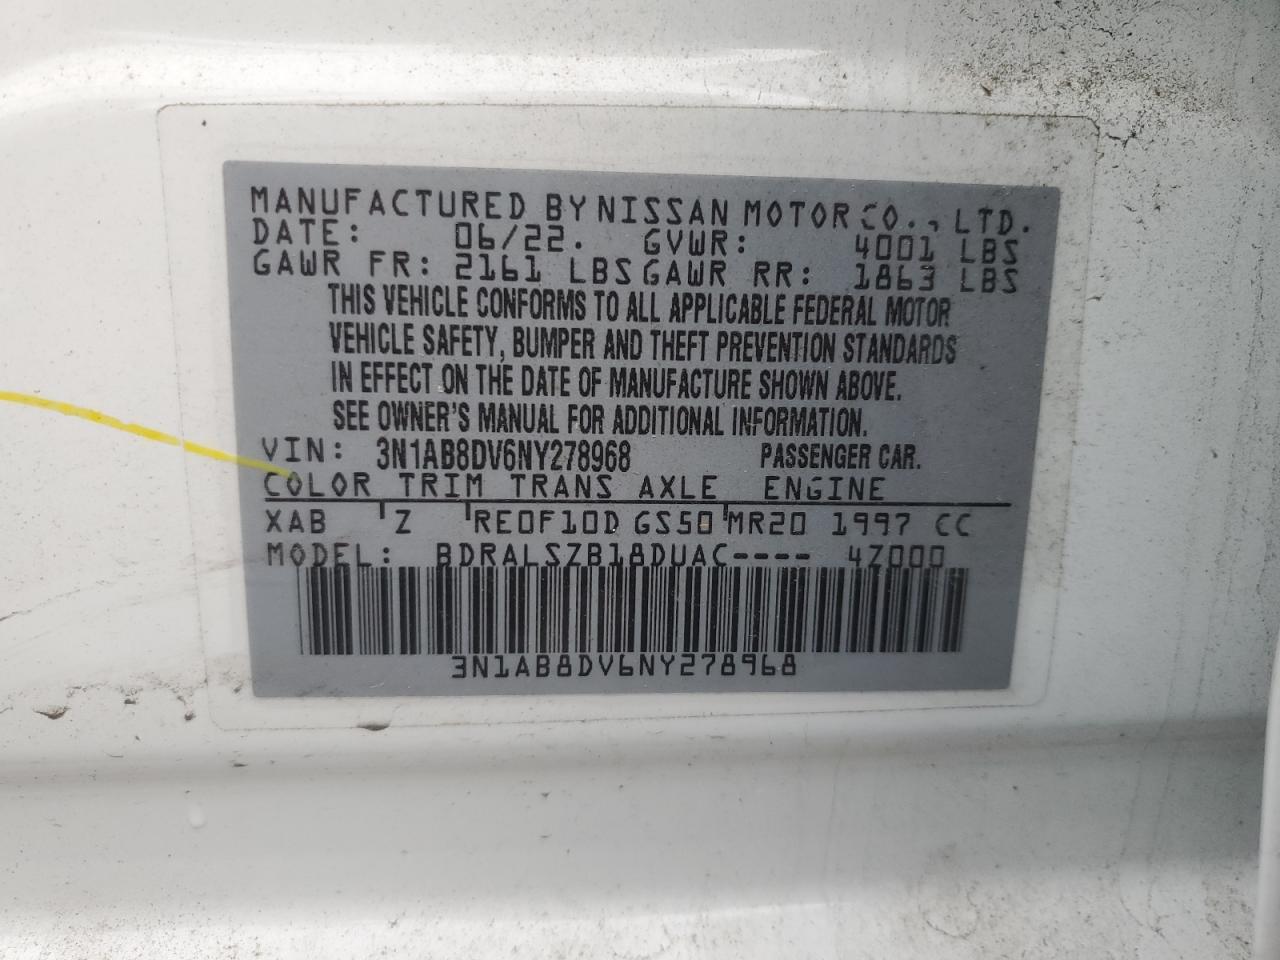 MANUFACTURED BY NISSAN MOTOR CO., LTD.
DATE: 06/22. GVWR: 4001 LBS
GAWR FR: 2161 LBS GAWR RR: 1863 LBS
THIS VEHICLE CONFORMS TO ALL APPLICABLE FEDERAL MOTOR
VEHICLE SAFETY, BUMPER AND THEFT PREVENTION STANDARDS
IN EFFECT ON THE DATE OF MANUFACTURE SHOWN ABOVE.
SEE OWNER'S MANUAL FOR ADDITIONAL INFORMATION.
VIN: 3N1AB8DV6NY278968 PASSENGER CAR.
COLOR TRIM TRANS AXLE ENGINE
XAB Z RE0F10D GS50 MR20 1997 CC
MODEL: BDRALSZB18DUAC---- 4Z000
3N1AB8DV6NY278968